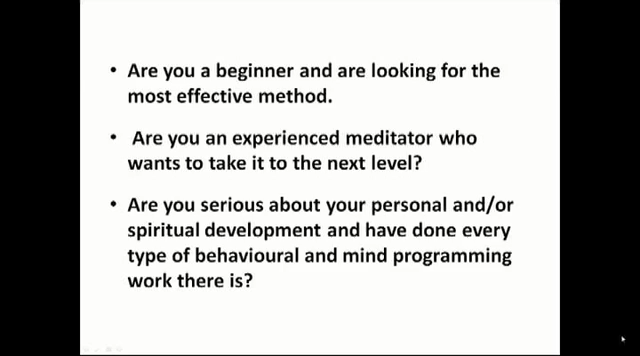 • Are you a beginner and are looking for the
most effective method.
• Are you an experienced meditator who
wants to take it to the next level?
• Are you serious about your personal and/or
spiritual development and have done every
type of behavioural and mind programming
work there is?